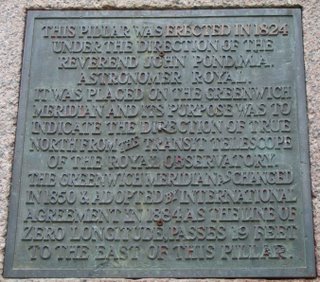 THIS PILLAR WAS ERECTED IN 1824
UNDER THE DIRECTION OF THE
REVEREND JOHN POND, M.A.
ASTRONOMER ROYAL.
IT WAS PLACED ON THE GREENWICH
MERIDIAN AND ITS PURPOSE WAS TO
INDICATE THE DIRECTION OF TRUE
NORTH FROM THE TRANSIT TELESCOPE
OF THE ROYAL OBSERVATORY.
THE GREENWICH MERIDIAN AS CHANGED
IN 1850 & ADOPTED BY INTERNATIONAL
AGREEMENT IN 1884 AS THE LINE OF
ZERO LONGITUDE, PASSES 19 FEET
TO THE EAST OF THIS PILLAR.